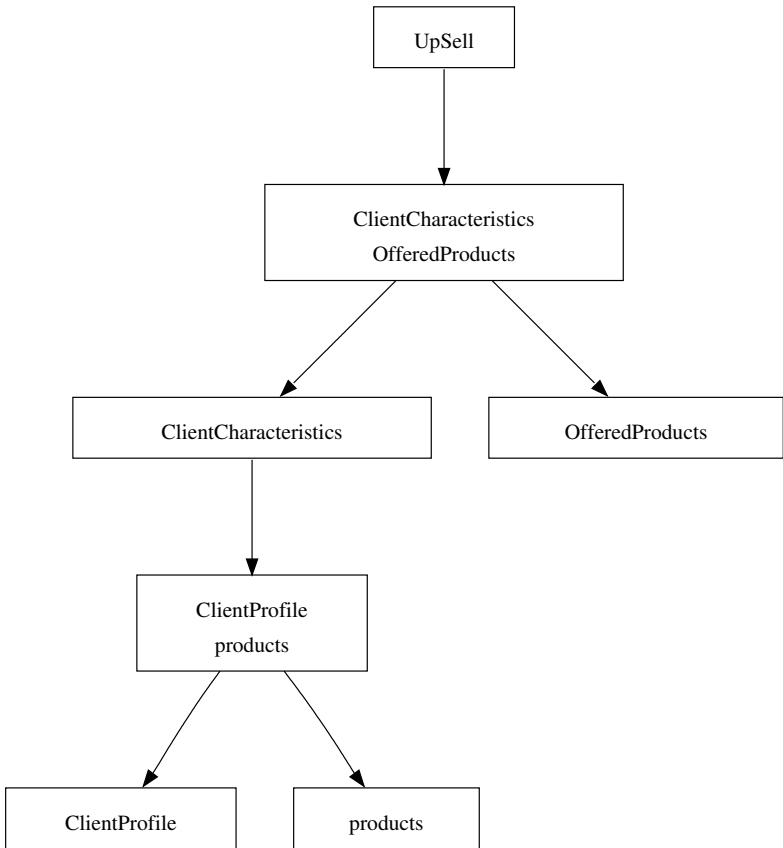 UpSell
ClientCharacteristics
OfferedProducts
ClientCharacteristics
OfferedProducts
ClientProfile
products
ClientProfile
products